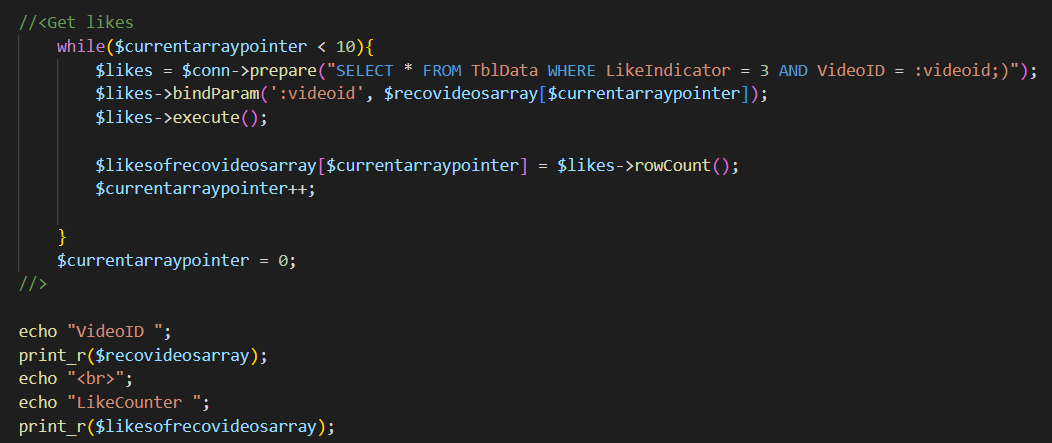 //<Get likes
while($currentarraypointer < 10){
$likes = $conn->prepare("SELECT * FROM TblData WHERE LikeIndicator = 3 AND VideoID = :videoid;)");
$likes->bindParam(':videoid', $recovideosarray[$currentarraypointer]);
$likes->execute();
$likesofrecovideosarray[$currentarraypointer] = $likes->rowCount();
$currentarraypointer++;
}
$currentarraypointer = 0;
//>
echo "VideoID ";
print_r($recovideosarray);
echo "<br>";
echo "LikeCounter ";
print_r($likesofrecovideosarray);